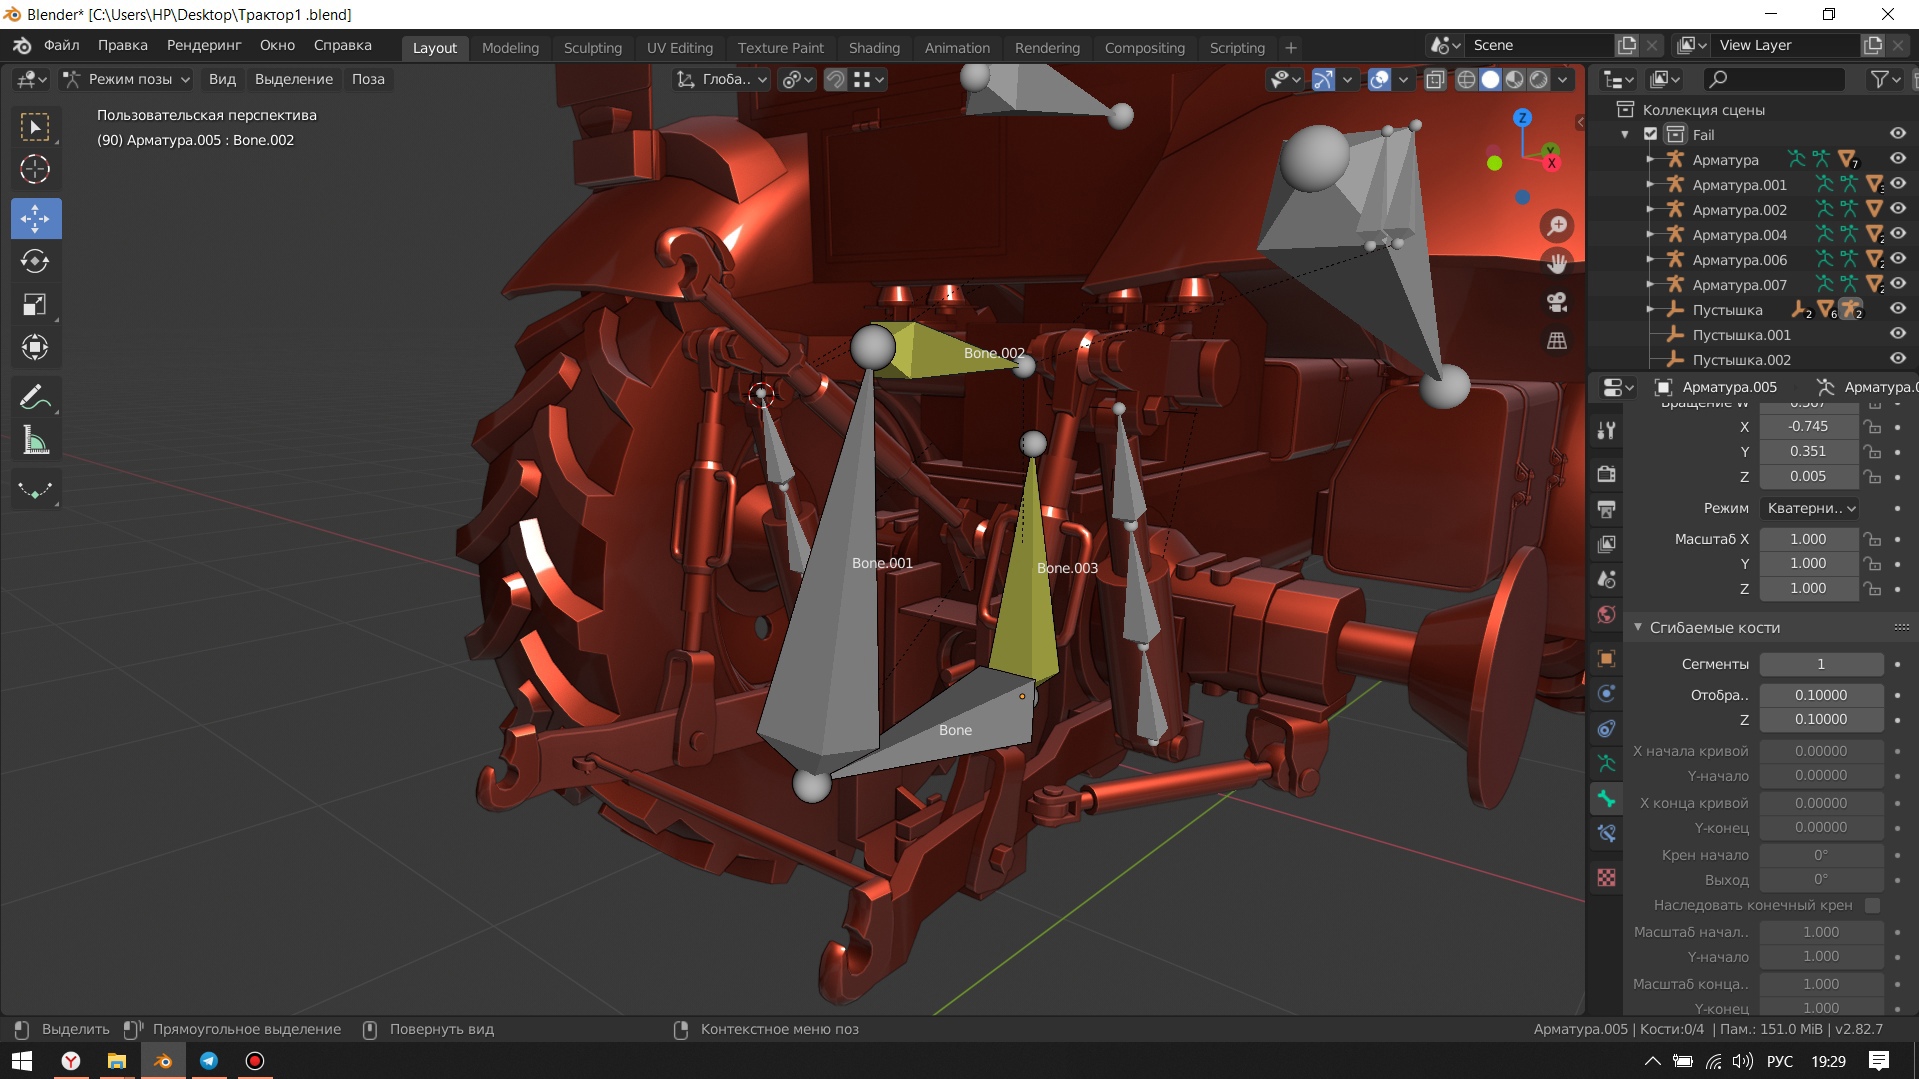 Blender* [C:\Users\HP\Desktop\Трактор1 .blend]
Файл Правка Рендеринг Окно Справка
Layout Modeling Sculpting UV Editing Texture Paint Shading Animation Rendering Compositing Scripting +
Scene
View Layer
Режим позы Вид Выделение Поза
Глоба..
Пользовательская перспектива
(90) Арматура.005 : Bone.002
Z
Y
X
Bone.002
Bone.001
Bone.003
Bone
Коллекция сцены
Fail
Арматура 7
Арматура.001
Арматура.002
Арматура.004 2
Арматура.006 2
Арматура.007 2
Пустышка 2 6 2
Пустышка.001
Пустышка.002
Арматура.005
Вращение W 0.567
X -0.745
Y 0.351
Z 0.005
Режим Кватерни..
Масштаб X 1.000
Y 1.000
Z 1.000
Сгибаемые кости
Сегменты 1
Отобра.. 0.10000
Z 0.10000
X начала кривой 0.00000
Y-начало 0.00000
X конца кривой 0.00000
Y-конец 0.00000
Крен начало 0°
Выход 0°
Наследовать конечный крен
Масштаб начал.. 1.000
Y-начало 1.000
Масштаб конца.. 1.000
Y-конец 1.000
Выделить Прямоугольное выделение Повернуть вид Контекстное меню поз
Арматура.005 | Кости:0/4 | Пам.: 151.0 MiB | v2.82.7
РУС 19:29